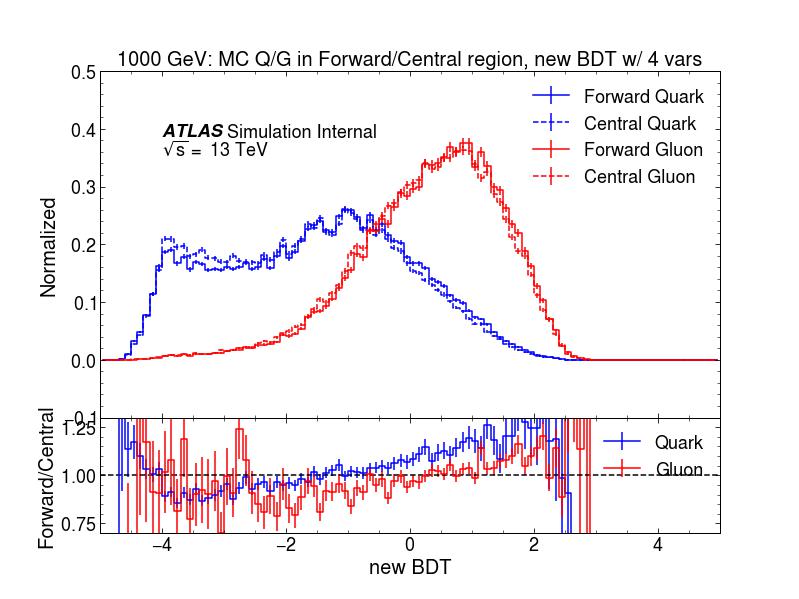 1000 GeV: MC Q/G in Forward/Central region, new BDT w/ 4 vars
0.5
0.4
0.3
0.2
0.1
0.0
−0.1
Normalized
ATLAS Simulation Internal
√s = 13 TeV
Forward Quark
Central Quark
Forward Gluon
Central Gluon
1.25
1.00
0.75
Forward/Central
Quark
Gluon
−4 −2 0 2 4
new BDT